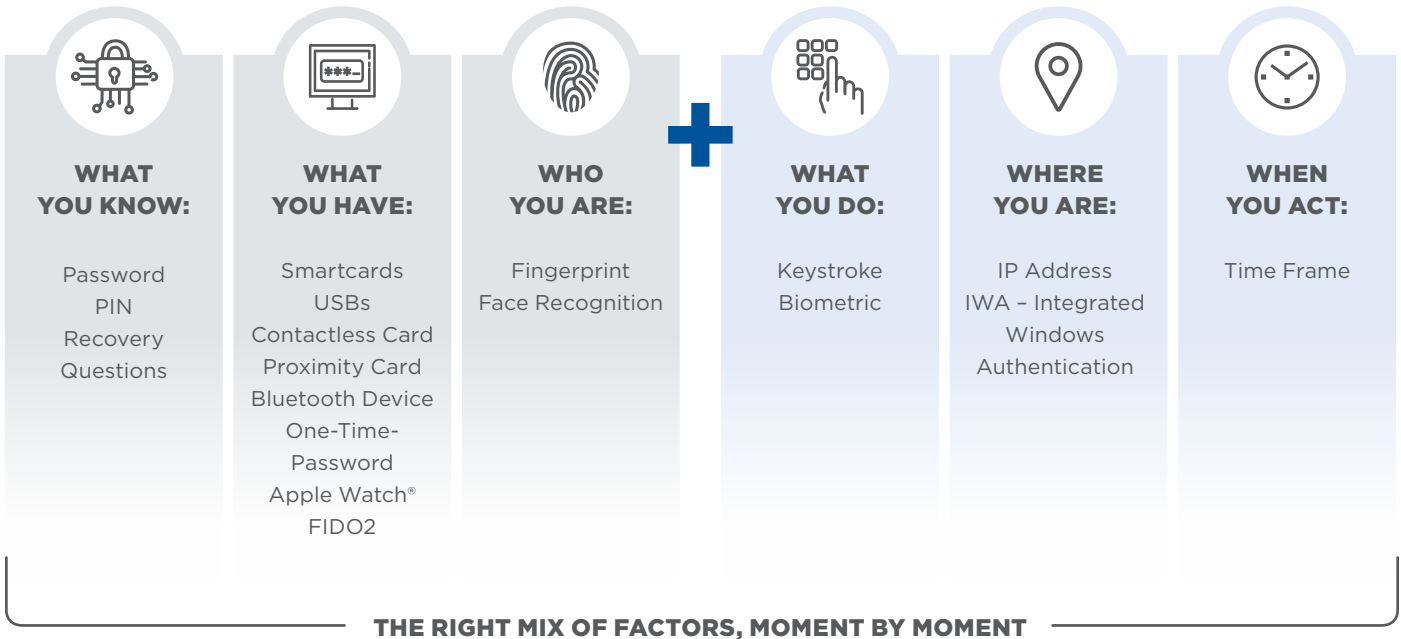 ***_
WHAT
YOU KNOW:
Password
PIN
Recovery
Questions
WHAT
YOU HAVE:
Smartcards
USBs
Contactless Card
Proximity Card
Bluetooth Device
One-Time-
Password
Apple Watch®
FIDO2
WHO
YOU ARE:
Fingerprint
Face Recognition
WHAT
YOU DO:
Keystroke
Biometric
WHERE
YOU ARE:
IP Address
IWA – Integrated
Windows
Authentication
WHEN
YOU ACT:
Time Frame
THE RIGHT MIX OF FACTORS, MOMENT BY MOMENT